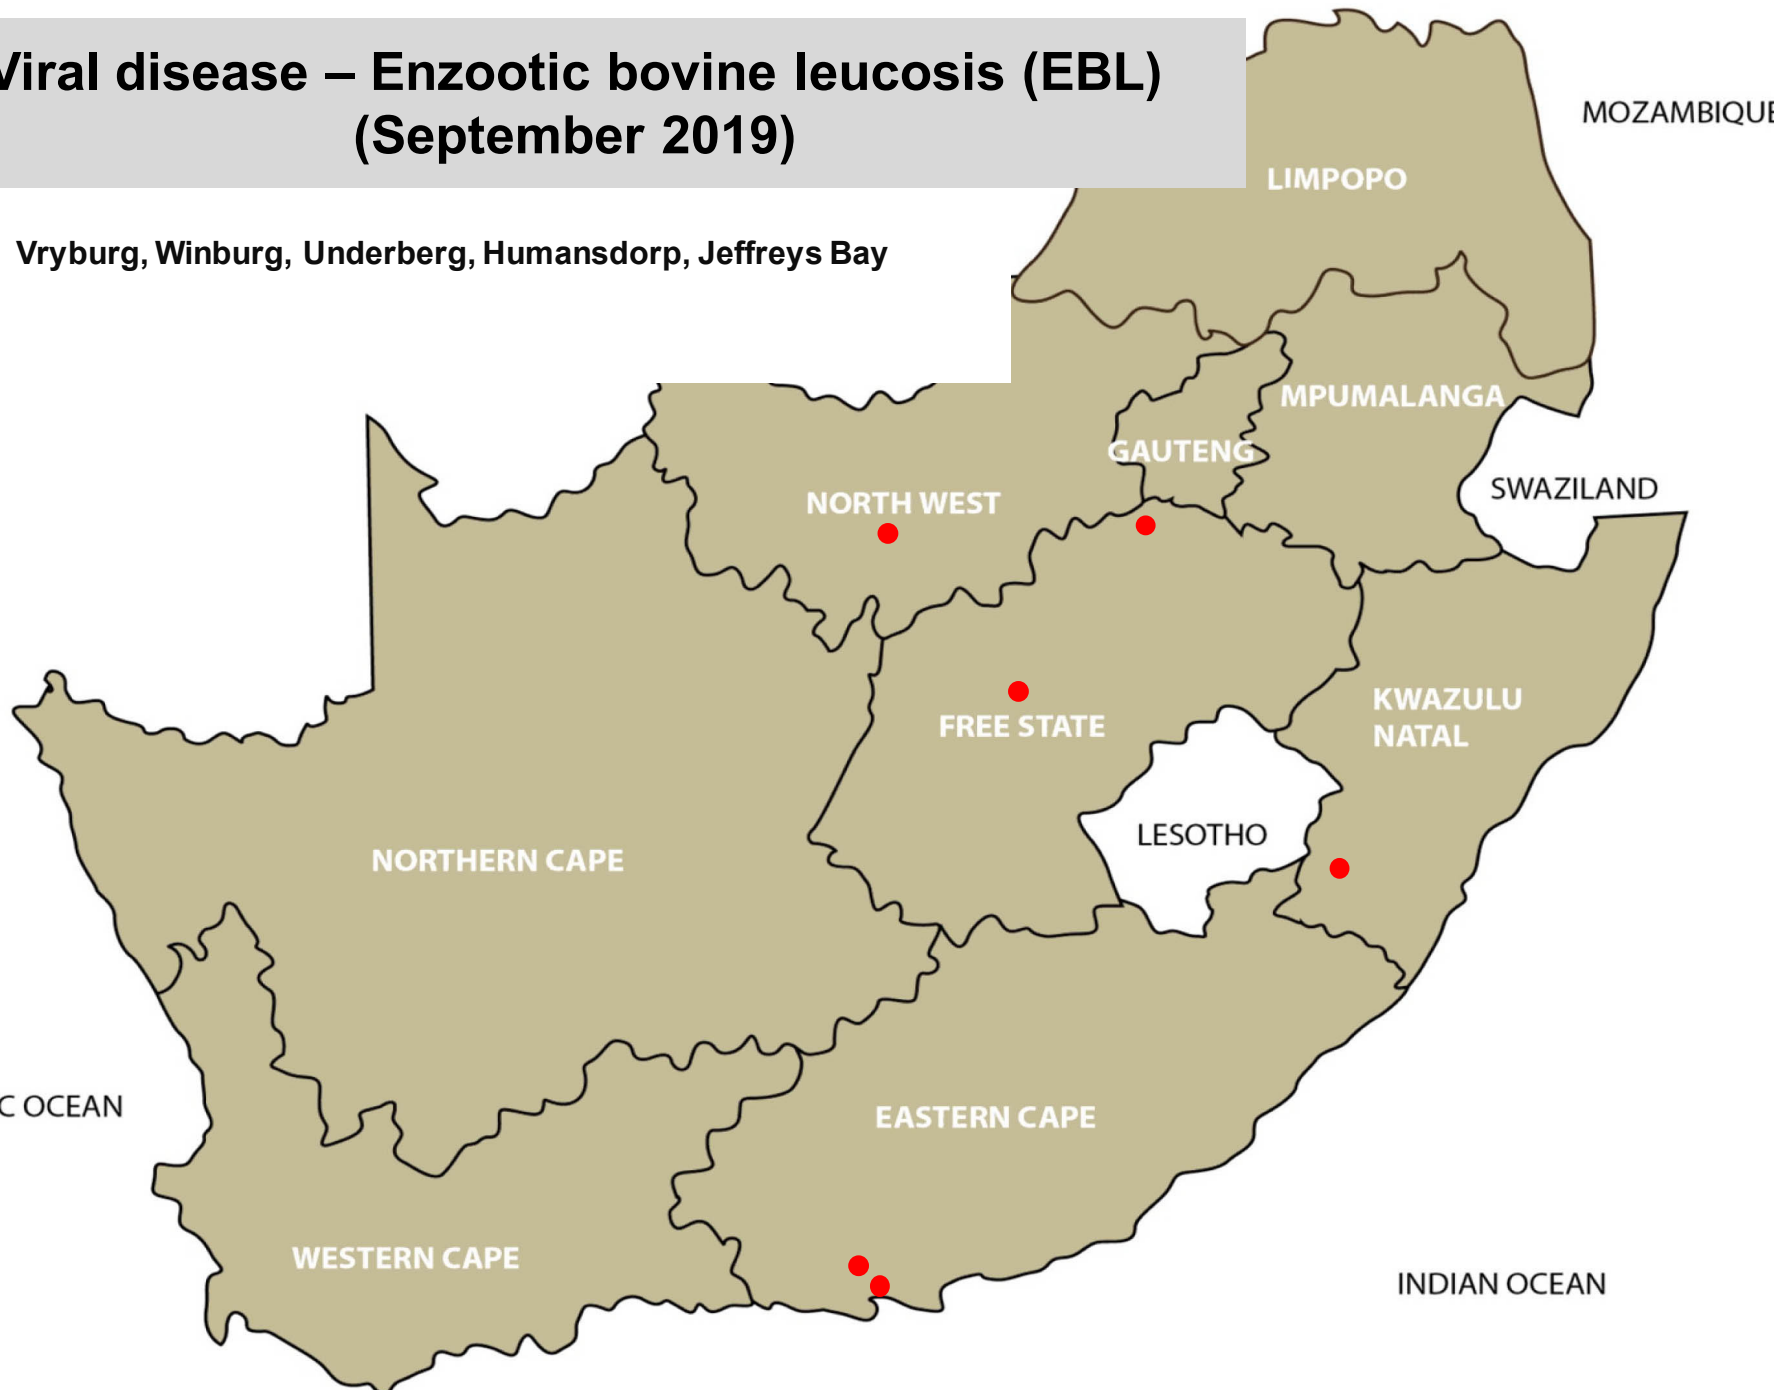 Viral disease – Enzootic bovine leucosis (EBL)
(September 2019)
MOZAMBIQUE
LIMPOPO
Vryburg, Winburg, Underberg, Humansdorp, Jeffreys Bay
MPUMALANGA
GAUTENG
SWAZILAND
NORTH WEST
KWAZULU
NATAL
FREE STATE
LESOTHO
NORTHERN CAPE
C OCEAN
EASTERN CAPE
WESTERN CAPE
INDIAN OCEAN